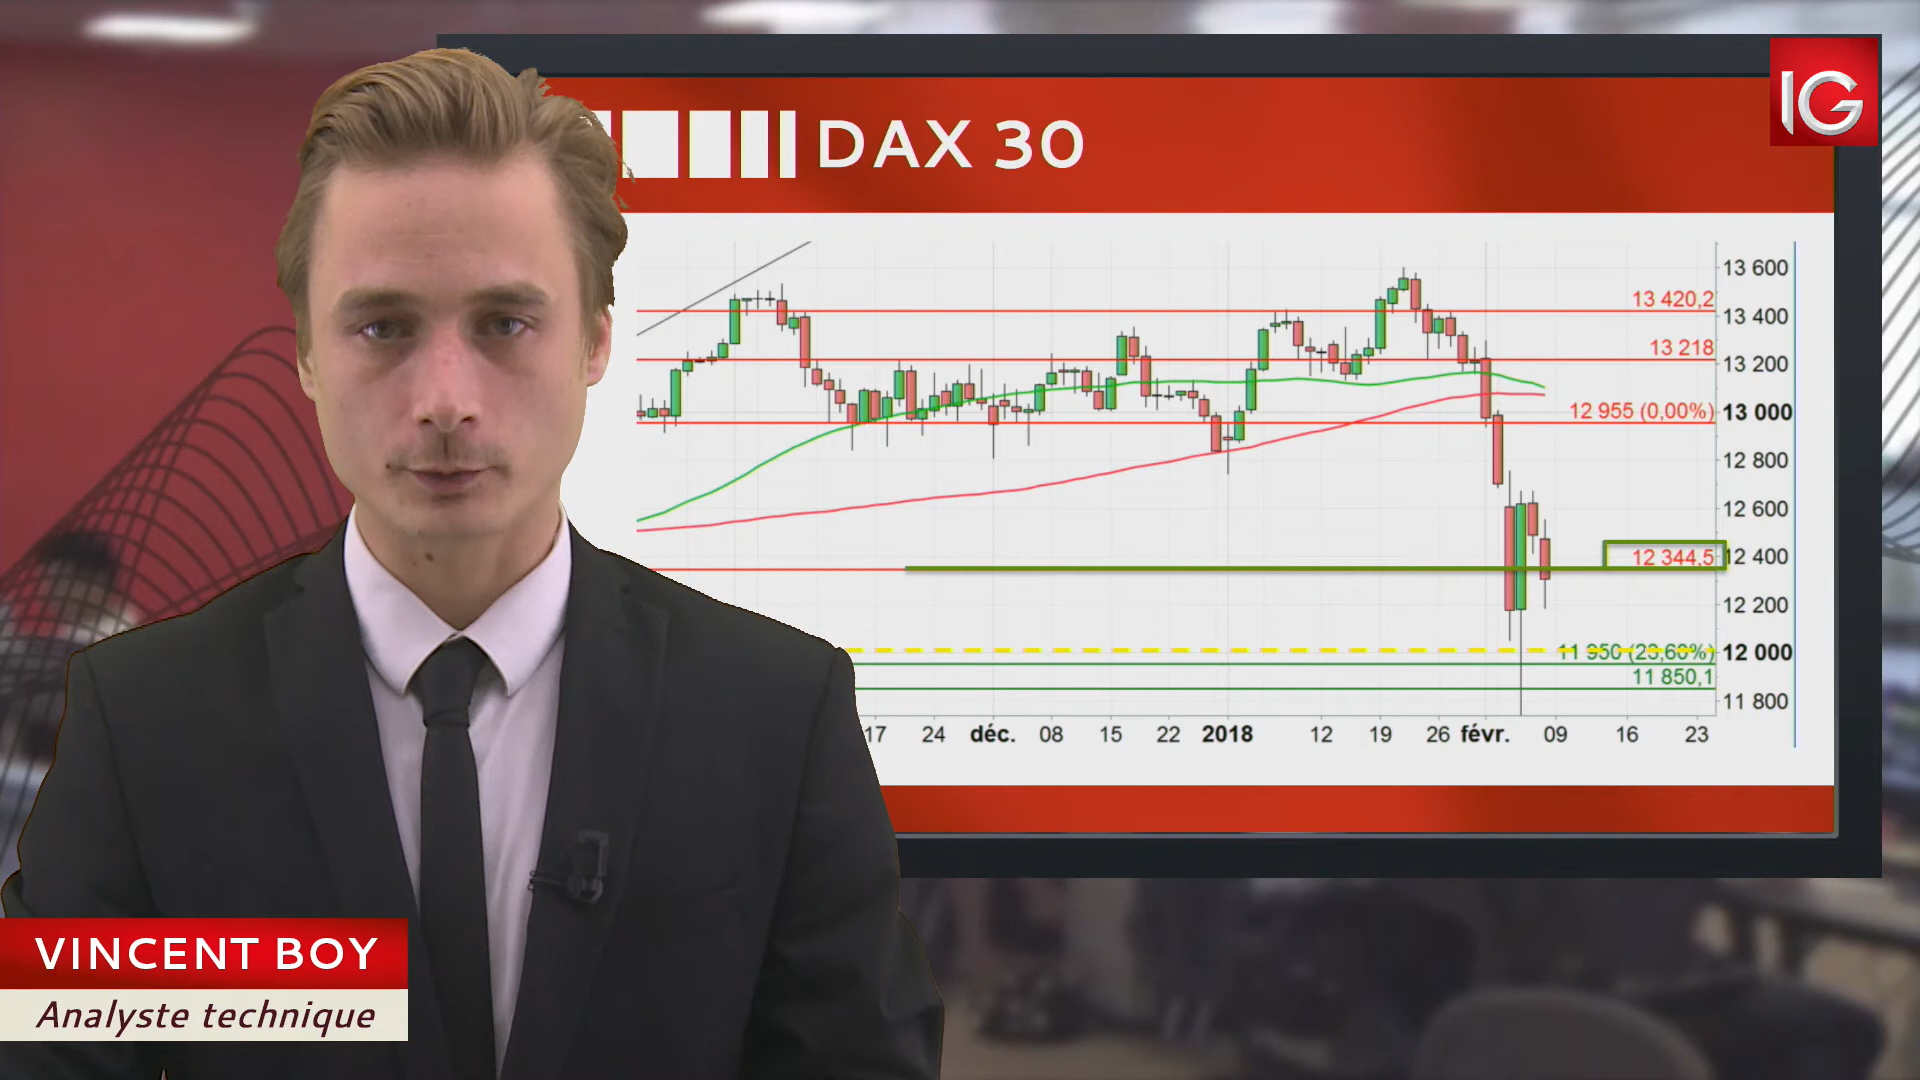 IG
DAX 30
13 600
13 420,2
13 400
13 218
13 200
12 955 (0,00%)
13 000
12 800
12 600
12 344,5
12 400
12 200
11 950 (23,60%)
12 000
11 850,1
11 800
17 24 déc. 08 15 22 2018 12 19 26 févr. 09 16 23
VINCENT BOY
Analyste technique